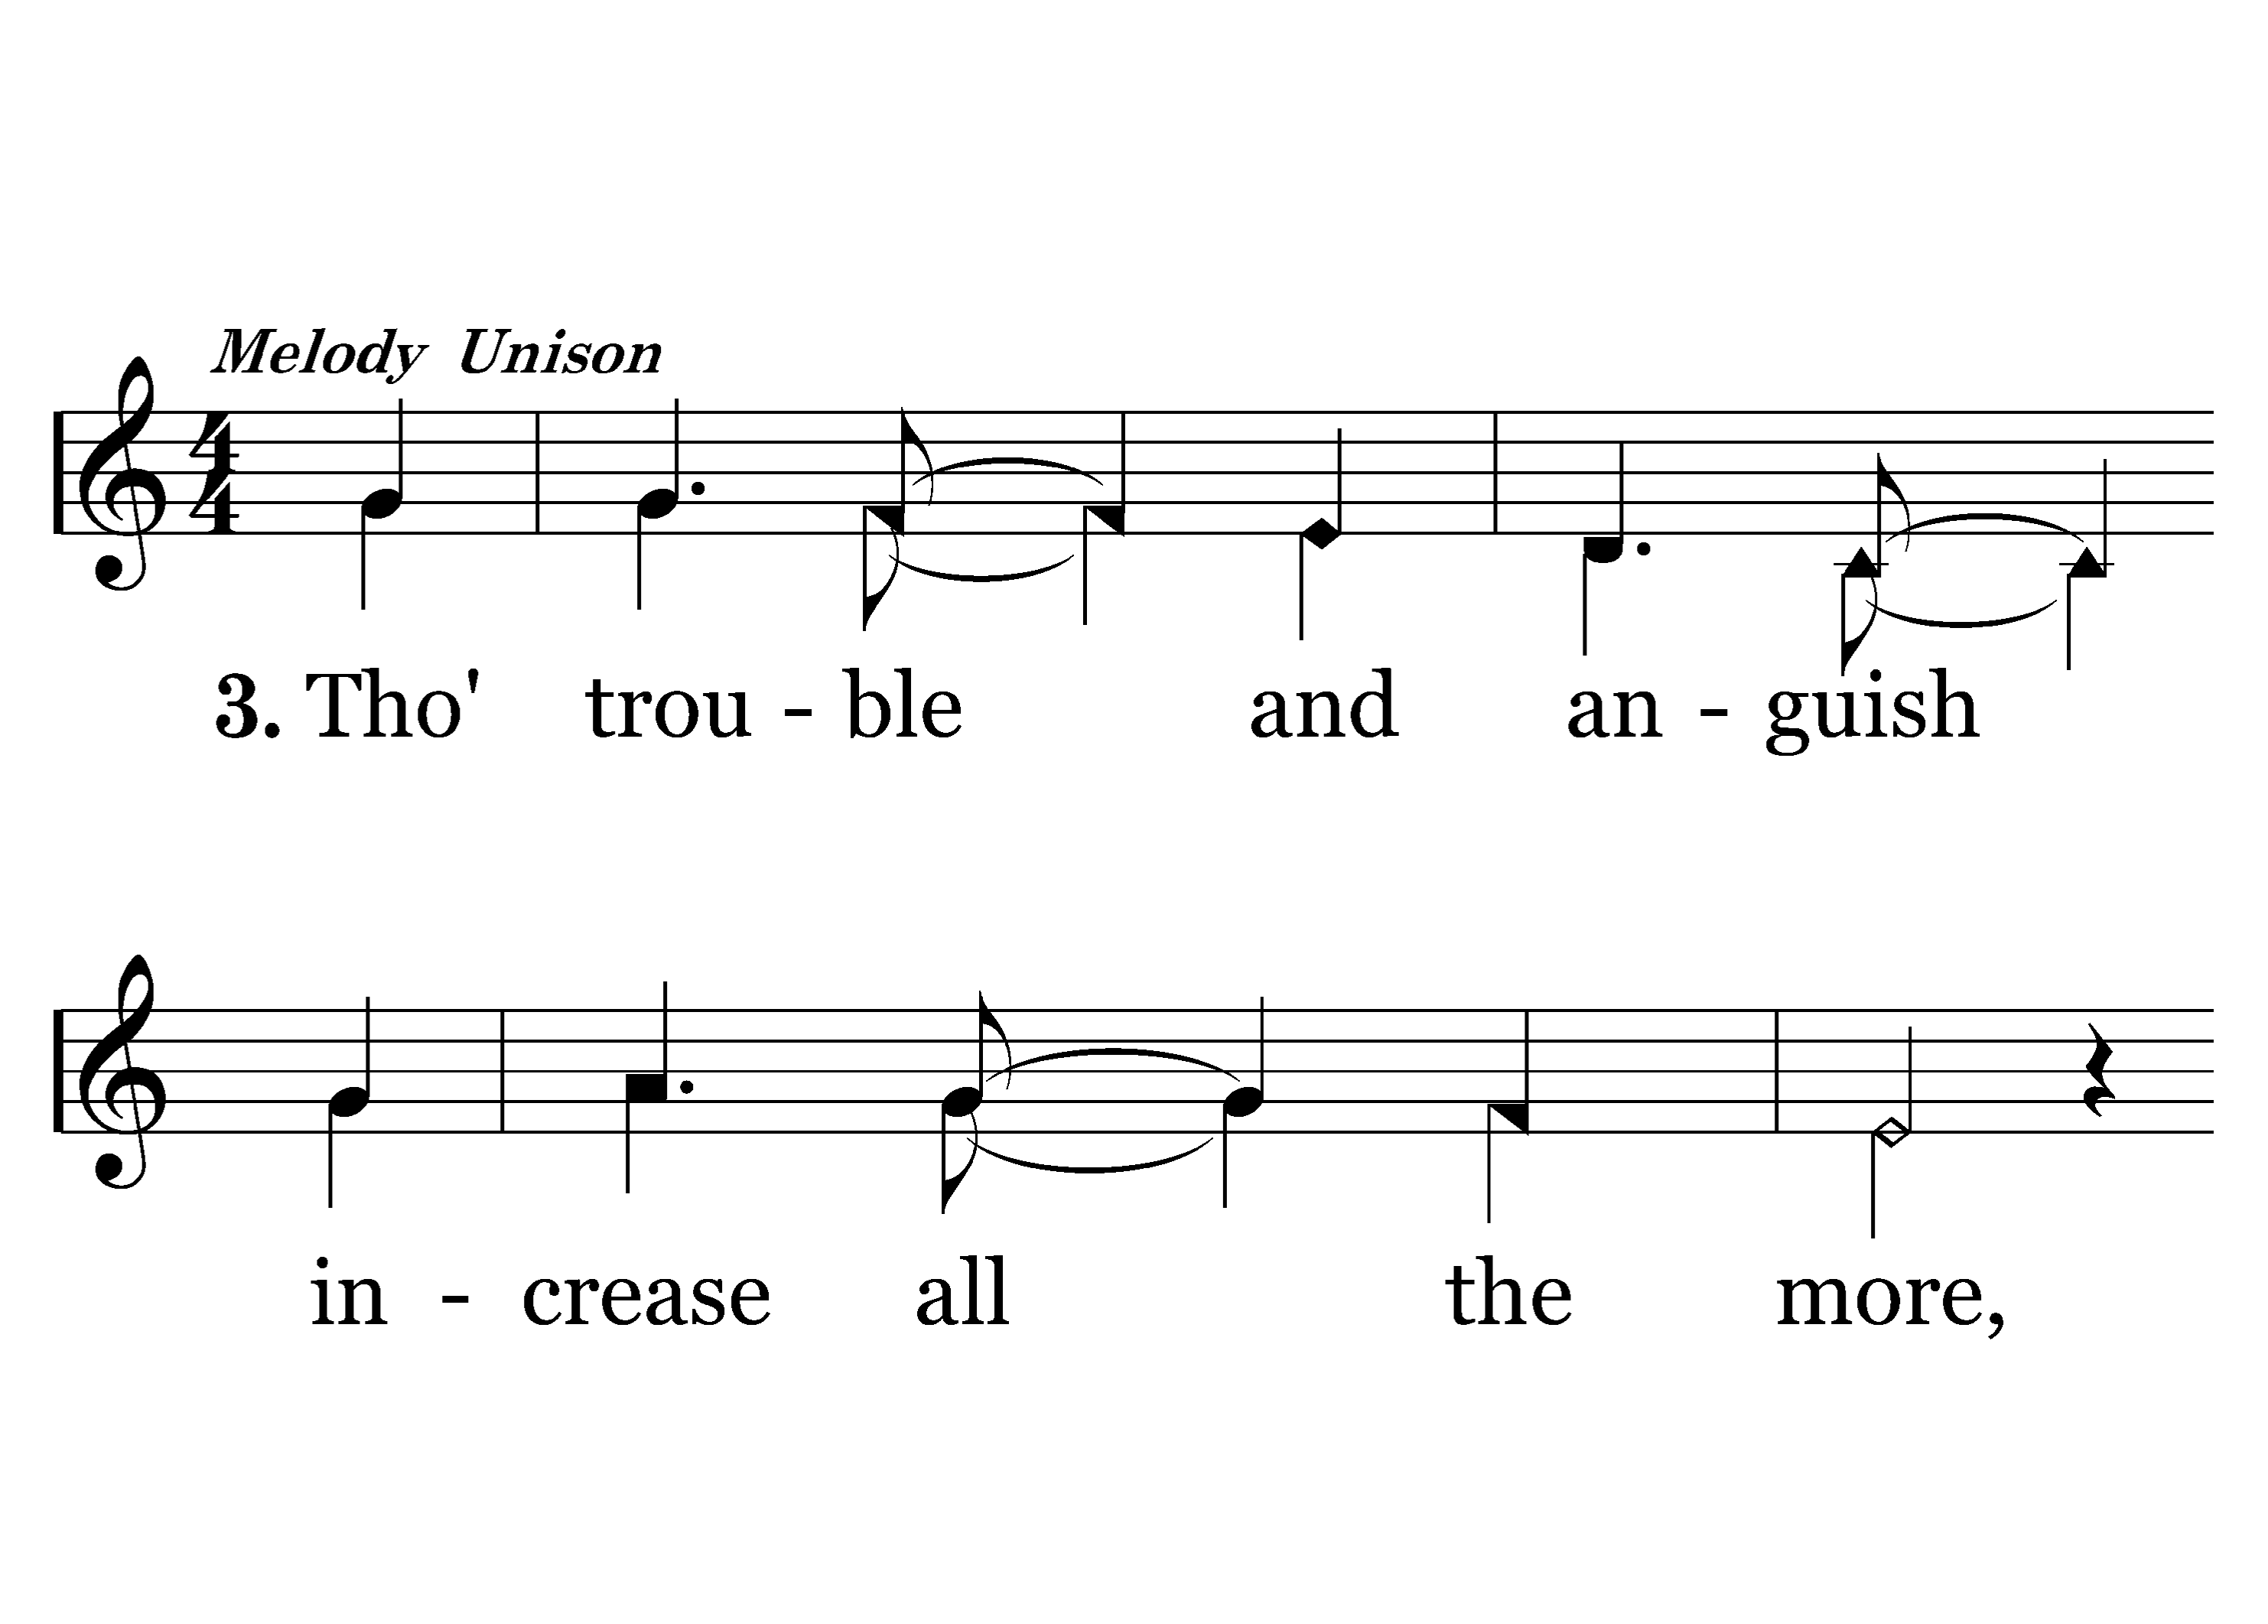 Melody Unison
3. Tho' trou - ble and an - guish
in - crease all the more,